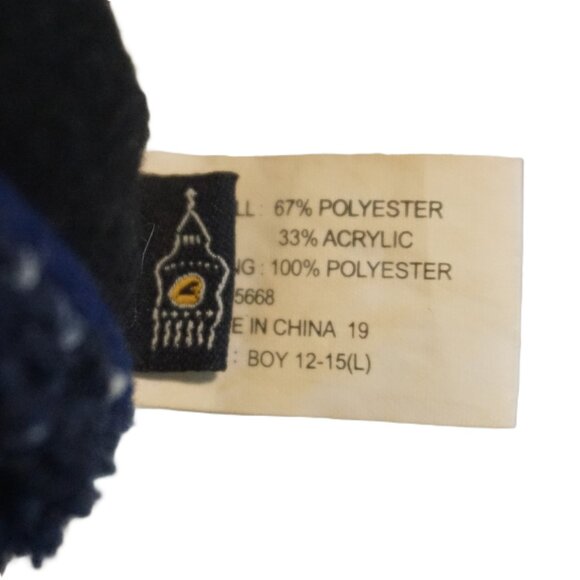 LL: 67% POLYESTER
33% ACRYLIC
NG: 100% POLYESTER
5668
E IN CHINA 19
: BOY 12-15(L)